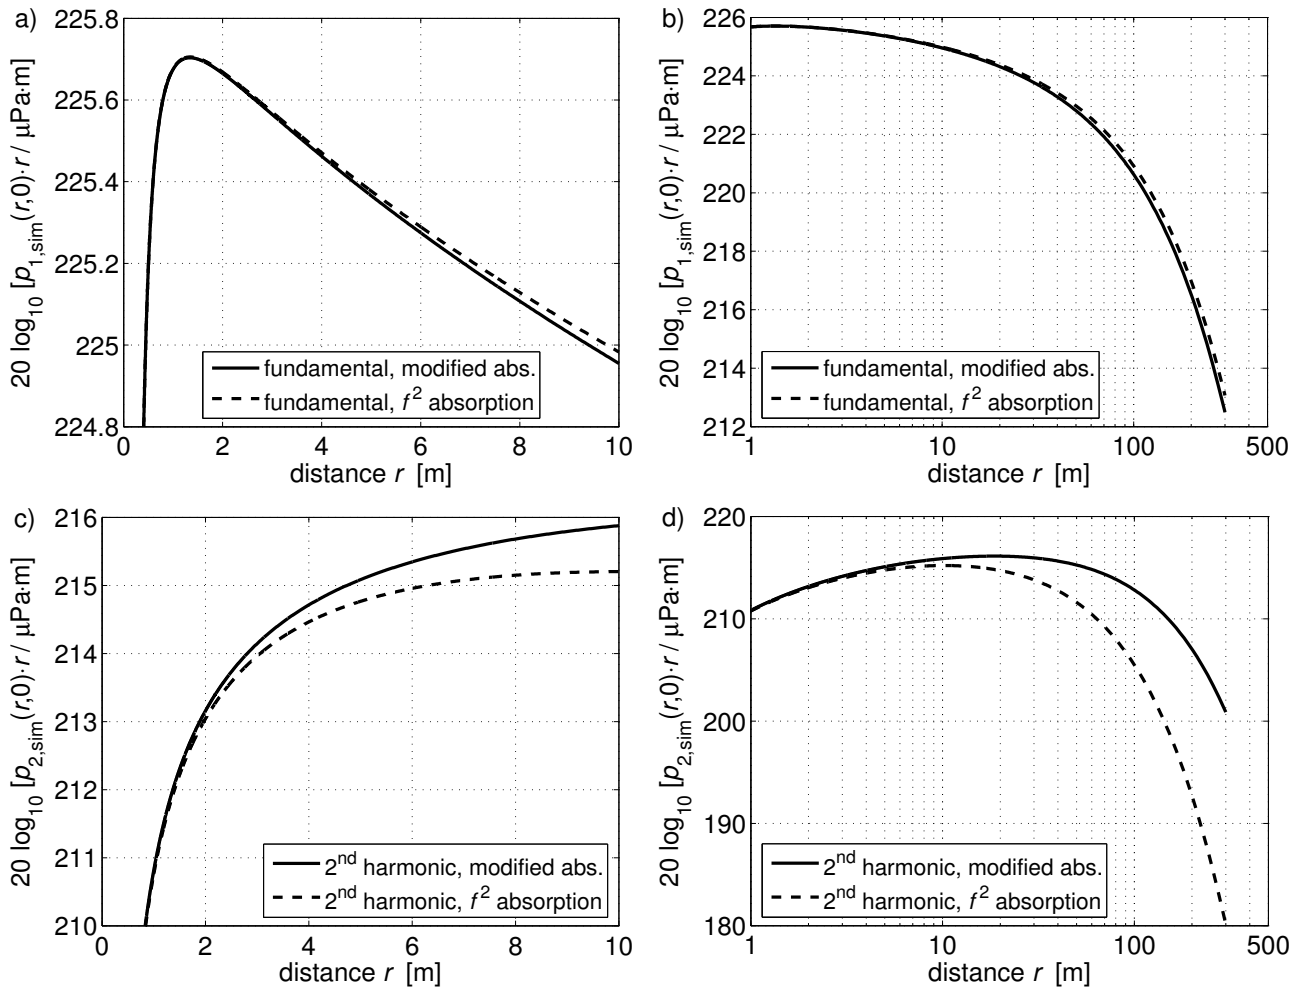 a)
20 log10 [p1,sim(r,0)·r / µPa·m]
225.8
225.6
225.4
225.2
225
224.8
0 2 4 6 8 10
distance r [m]
fundamental, modified abs.
fundamental, f² absorption
b)
20 log10 [p1,sim(r,0)·r / µPa·m]
226
224
222
220
218
216
214
212
1 10 100 500
distance r [m]
fundamental, modified abs.
fundamental, f² absorption
c)
20 log10 [p2,sim(r,0)·r / µPa·m]
216
215
214
213
212
211
210
0 2 4 6 8 10
distance r [m]
2nd harmonic, modified abs.
2nd harmonic, f² absorption
d)
20 log10 [p2,sim(r,0)·r / µPa·m]
220
210
200
190
180
1 10 100 500
distance r [m]
2nd harmonic, modified abs.
2nd harmonic, f² absorption